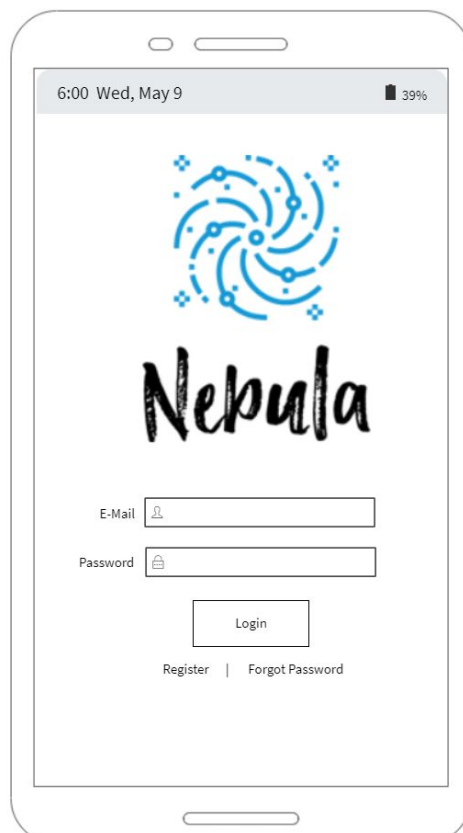 6:00 Wed, May 9 39%
Nebula
E-Mail
Password
Login
Register | Forgot Password